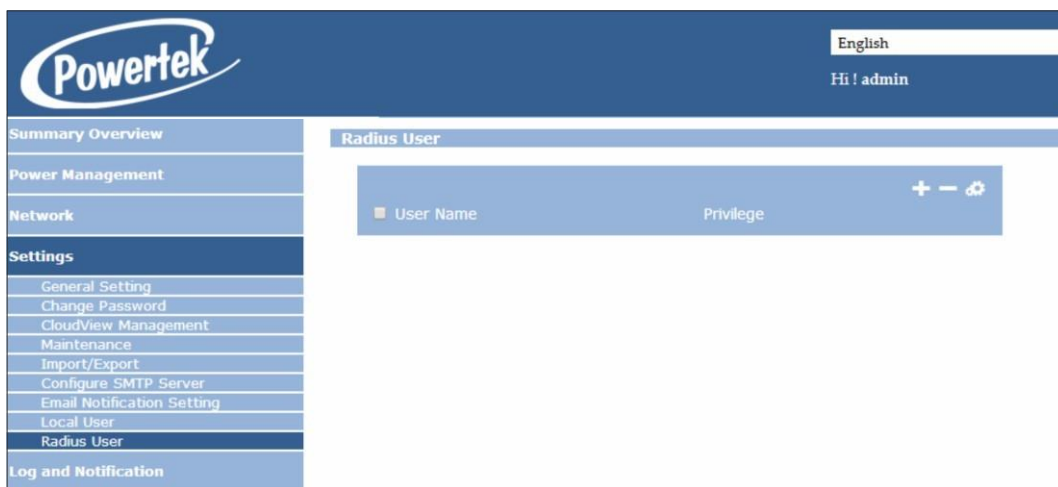 Powertek
English
Hi ! admin
Summary Overview
Power Management
Network
Settings
General Setting
Change Password
CloudView Management
Maintenance
Import/Export
Configure SMTP Server
Email Notification Setting
Local User
Radius User
Log and Notification
Radius User
User Name Privilege